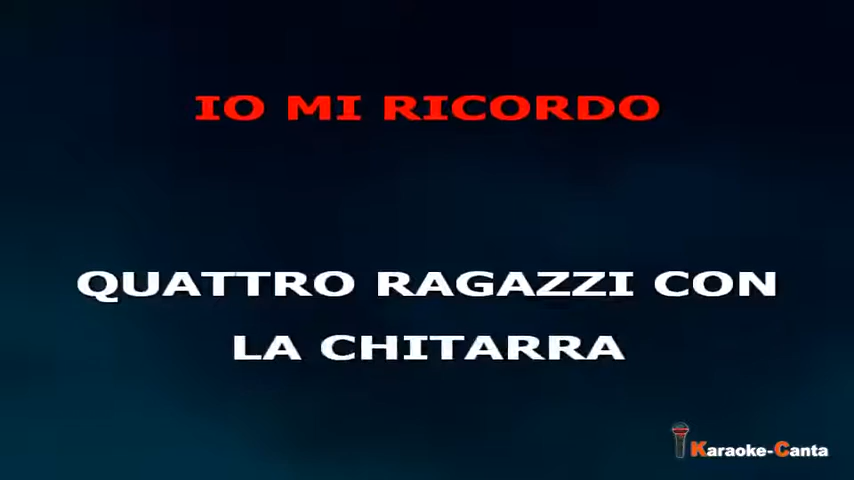 IO MI RICORDO
QUATTRO RAGAZZI CON
LA CHITARRA
Karaoke-Canta